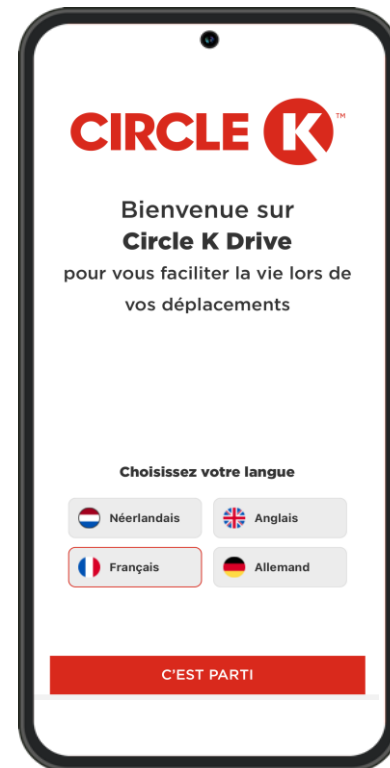 CIRCLE K™
Bienvenue sur
Circle K Drive
pour vous faciliter la vie lors de
vos déplacements
Choisissez votre langue
Néerlandais
Anglais
Français
Allemand
C'EST PARTI